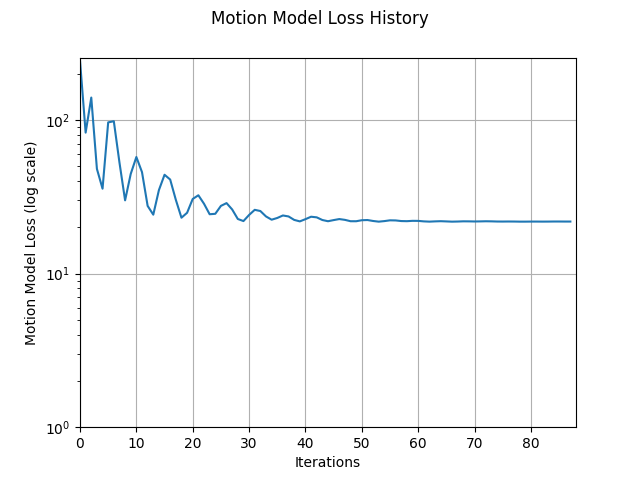 Motion Model Loss History
Motion Model Loss (log scale)
10²
10¹
10⁰
0 10 20 30 40 50 60 70 80
Iterations